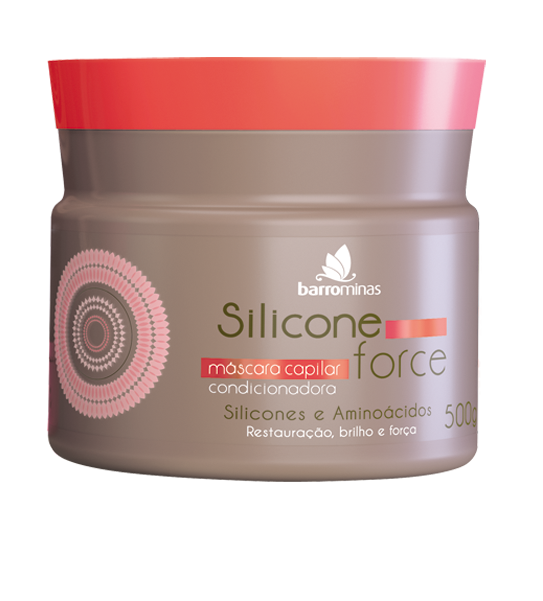 barrominas
Silicone
force
máscara capilar
condicionadora
Silicones e Aminoácidos
500g
Restauração, brilho e força